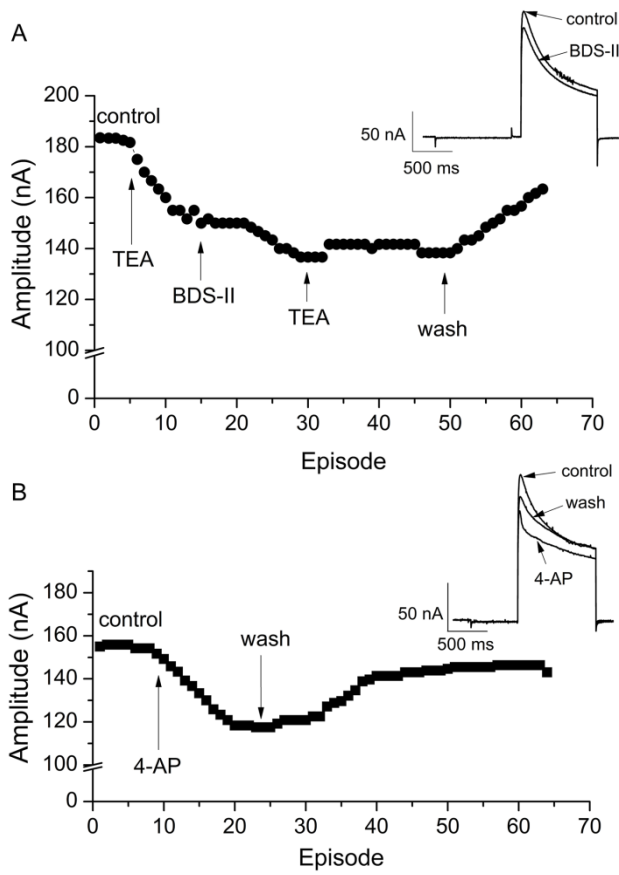 A
control
BDS-II
50 nA
500 ms
Amplitude (nA)
200
180
160
140
120
100
0
control
TEA
BDS-II
TEA
wash
0 10 20 30 40 50 60 70
Episode
B
control
wash
4-AP
50 nA
500 ms
Amplitude (nA)
180
160
140
120
100
0
control
wash
4-AP
0 10 20 30 40 50 60 70
Episode